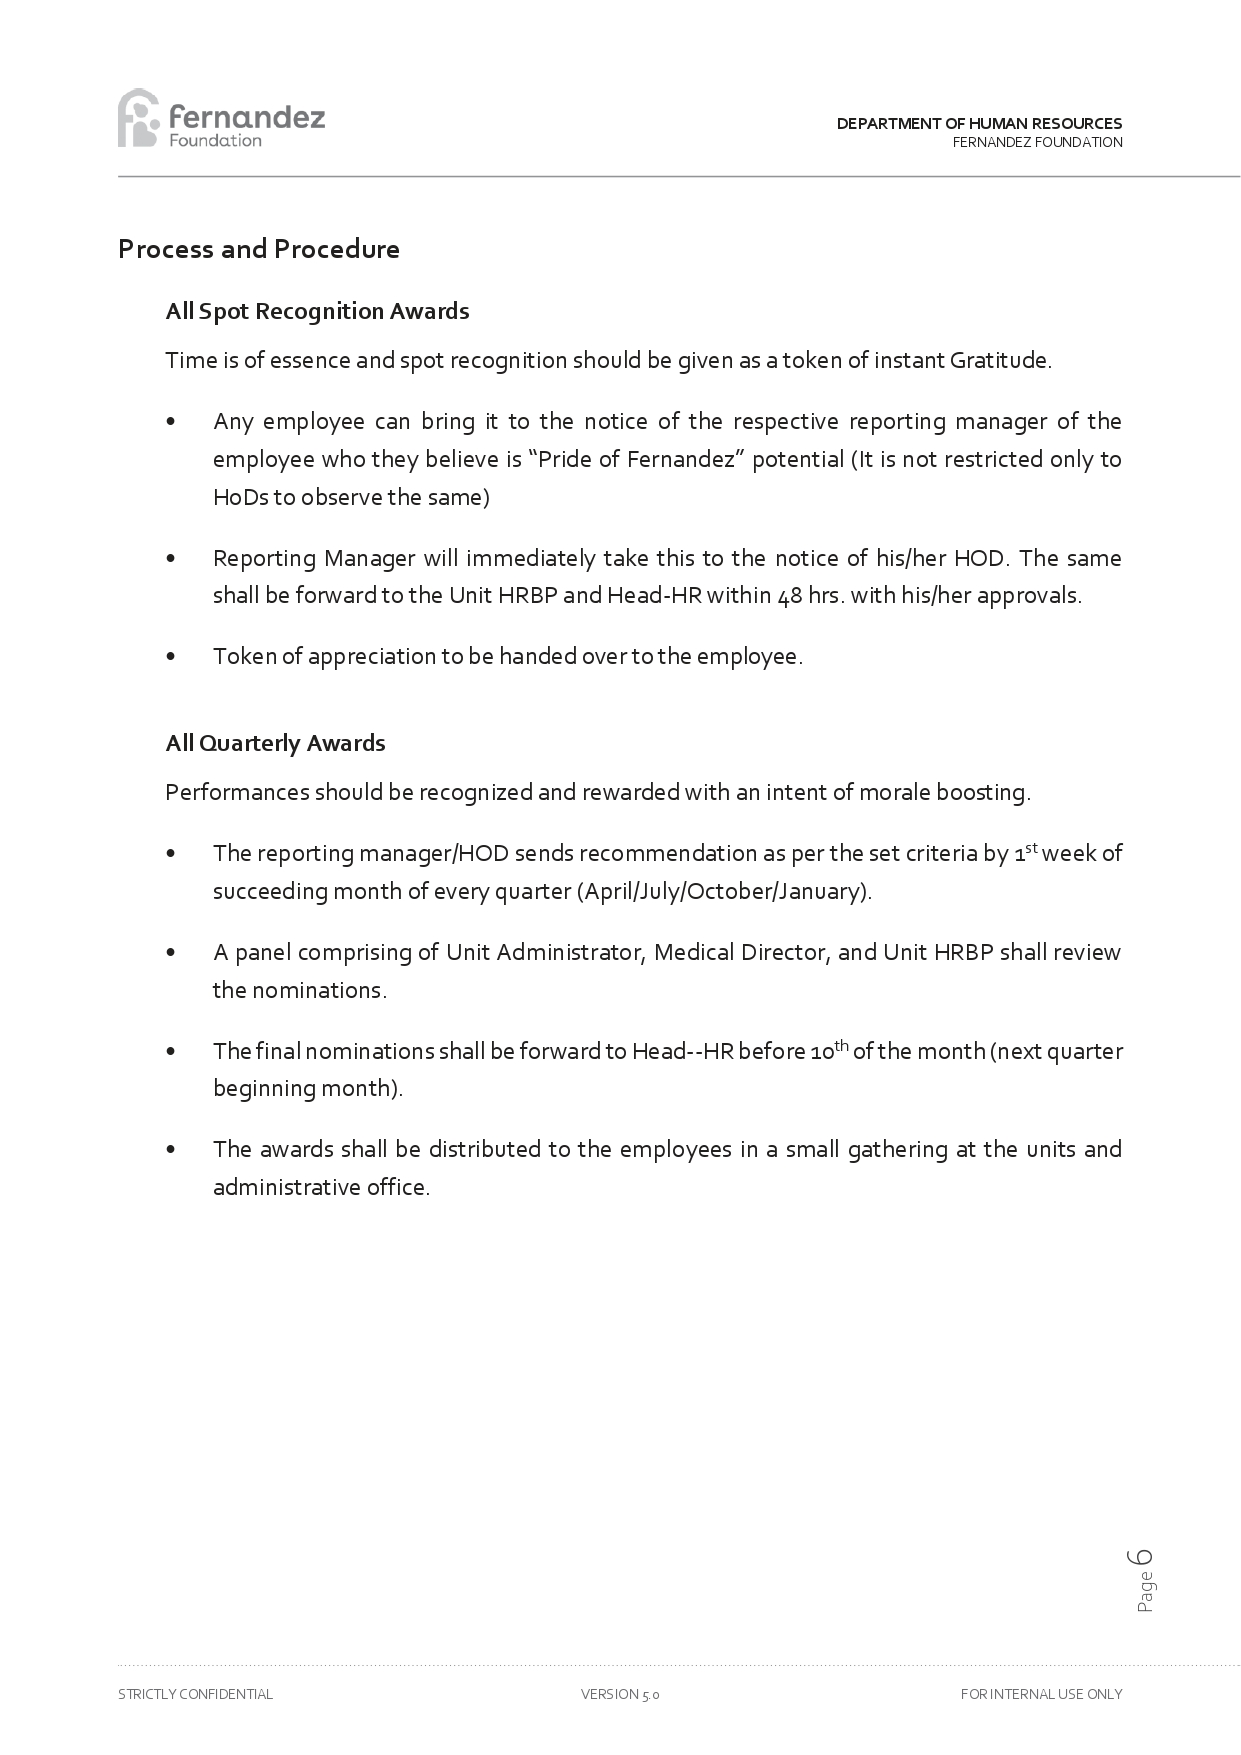 fernandez
Foundation
DEPARTMENT OF HUMAN RESOURCES
FERNANDEZ FOUNDATION
Process and Procedure
All Spot Recognition Awards
Time is of essence and spot recognition should be given as a token of instant Gratitude.
• Any employee can bring it to the notice of the respective reporting manager of the
employee who they believe is “Pride of Fernandez” potential (It is not restricted only to
HoDs to observe the same)
• Reporting Manager will immediately take this to the notice of his/her HOD. The same
shall be forward to the Unit HRBP and Head-HR within 48 hrs. with his/her approvals.
• Token of appreciation to be handed over to the employee.
All Quarterly Awards
Performances should be recognized and rewarded with an intent of morale boosting.
• The reporting manager/HOD sends recommendation as per the set criteria by 1st week of
succeeding month of every quarter (April/July/October/January).
• A panel comprising of Unit Administrator, Medical Director, and Unit HRBP shall review
the nominations.
• The final nominations shall be forward to Head--HR before 10th of the month (next quarter
beginning month).
• The awards shall be distributed to the employees in a small gathering at the units and
administrative office.
Page 6
STRICTLY CONFIDENTIAL
VERSION 5.0
FOR INTERNAL USE ONLY